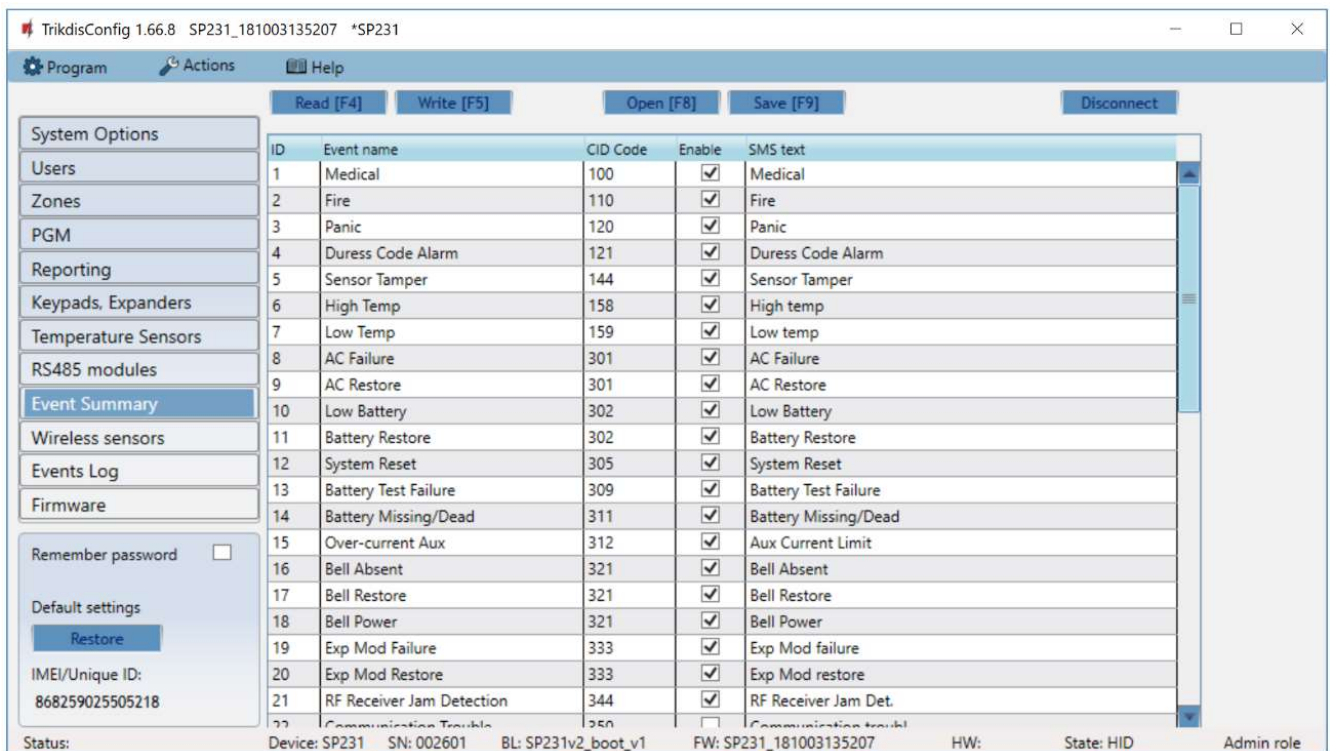 TrikdisConfig 1.66.8 SP231_181003135207 *SP231
Program Actions Help
Read [F4] Write [F5] Open [F8] Save [F9] Disconnect
System Options
Users
Zones
PGM
Reporting
Keypads, Expanders
Temperature Sensors
RS485 modules
Event Summary
Wireless sensors
Events Log
Firmware
Remember password
Default settings
Restore
IMEI/Unique ID:
868259025505218
ID Event name CID Code Enable SMS text
1 Medical 100 Medical
2 Fire 110 Fire
3 Panic 120 Panic
4 Duress Code Alarm 121 Duress Code Alarm
5 Sensor Tamper 144 Sensor Tamper
6 High Temp 158 High temp
7 Low Temp 159 Low temp
8 AC Failure 301 AC Failure
9 AC Restore 301 AC Restore
10 Low Battery 302 Low Battery
11 Battery Restore 302 Battery Restore
12 System Reset 305 System Reset
13 Battery Test Failure 309 Battery Test Failure
14 Battery Missing/Dead 311 Battery Missing/Dead
15 Over-current Aux 312 Aux Current Limit
16 Bell Absent 321 Bell Absent
17 Bell Restore 321 Bell Restore
18 Bell Power 321 Bell Power
19 Exp Mod Failure 333 Exp Mod failure
20 Exp Mod Restore 333 Exp Mod restore
21 RF Receiver Jam Detection 344 RF Receiver Jam Det.
22 Communication Trouble 350 Communication troubl
Status: Device: SP231 SN: 002601 BL: SP231v2_boot_v1 FW: SP231_181003135207 HW: State: HID Admin role